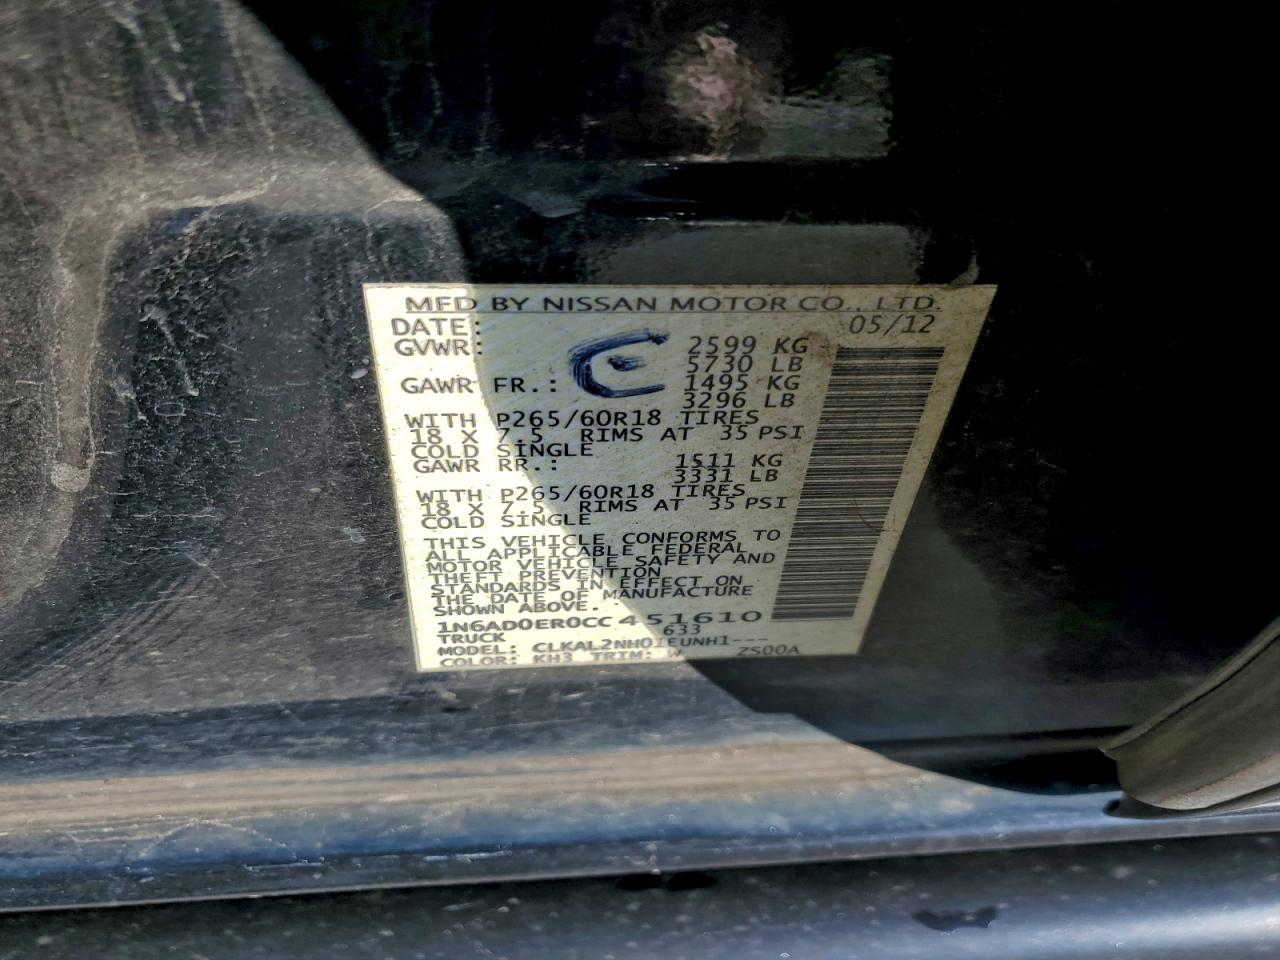 MFD BY NISSAN MOTOR CO., LTD.
DATE: 05/12
GVWR: 2599 KG
5730 LB
GAWR FR.: 1495 KG
3296 LB
WITH P265/60R18 TIRES
18 X 7.5 RIMS AT 35 PSI
COLD SINGLE
GAWR RR.: 1511 KG
3331 LB
WITH P265/60R18 TIRES
18 X 7.5 RIMS AT 35 PSI
COLD SINGLE
THIS VEHICLE CONFORMS TO
ALL APPLICABLE FEDERAL
MOTOR VEHICLE SAFETY AND
THEFT PREVENTION
STANDARDS IN EFFECT ON
THE DATE OF MANUFACTURE
SHOWN ABOVE.
1N6AD0ER0CC451610
TRUCK 633
MODEL: CLKAL2NH01EUNH1---
COLOR: KH3 TRIM: W ZS00A